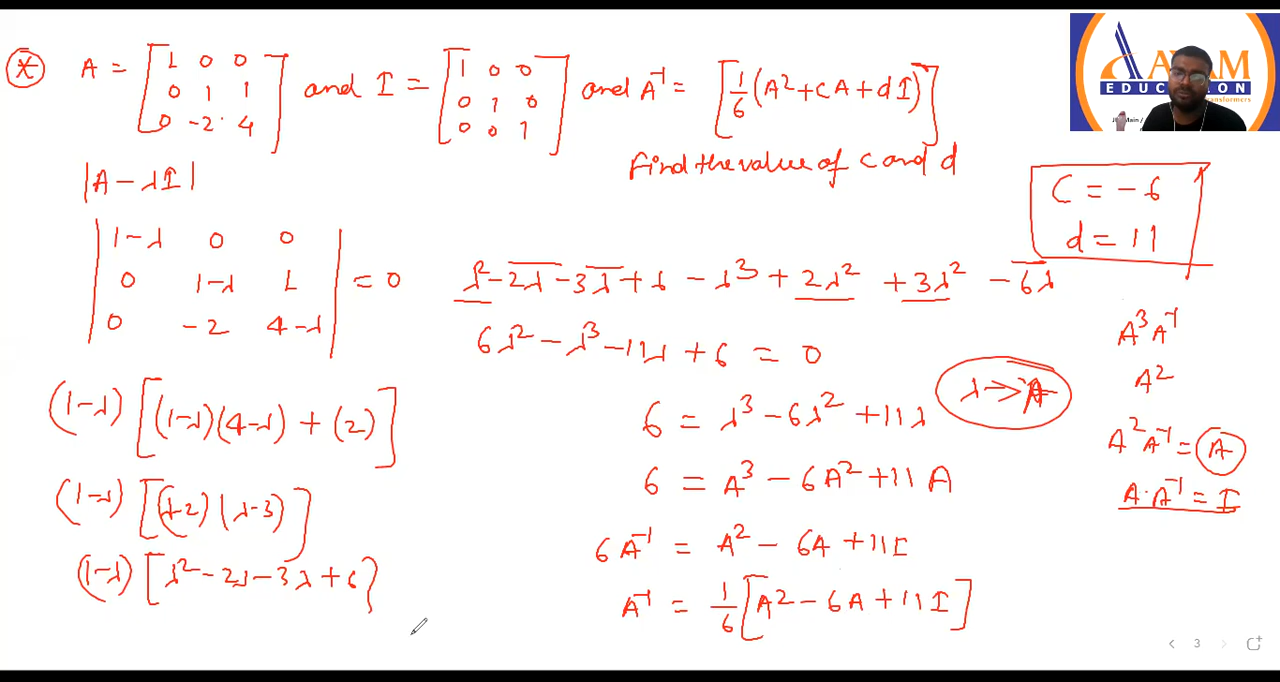 * A = [1 0 0; 0 1 1; 0 -2 4] and I = [1 0 0; 0 1 0; 0 0 1] and A⁻¹ = [1/6 (A² + CA + dI)]
Find the value of c and d
AYAM
EDUCATION
C = -6
d = 11
|A - λI|
|1-λ 0 0|
|0 1-λ 1| = 0
|0 -2 4-λ|
(1-λ) [(1-λ)(4-λ) + (2)]
(1-λ) [(λ-2)(λ-3)]
(1-λ) [λ² - 2λ - 3λ + 6]
λ² - 2λ - 3λ + 6 - λ³ + 2λ² + 3λ² - 6λ
6λ² - λ³ - 11λ + 6 = 0
6 = λ³ - 6λ² + 11λ
λ → A
6 = A³ - 6A² + 11A
6A⁻¹ = A² - 6A + 11I
A⁻¹ = 1/6 [A² - 6A + 11I]
A³A⁻¹
A²
A²A⁻¹ = A
A·A⁻¹ = I
3